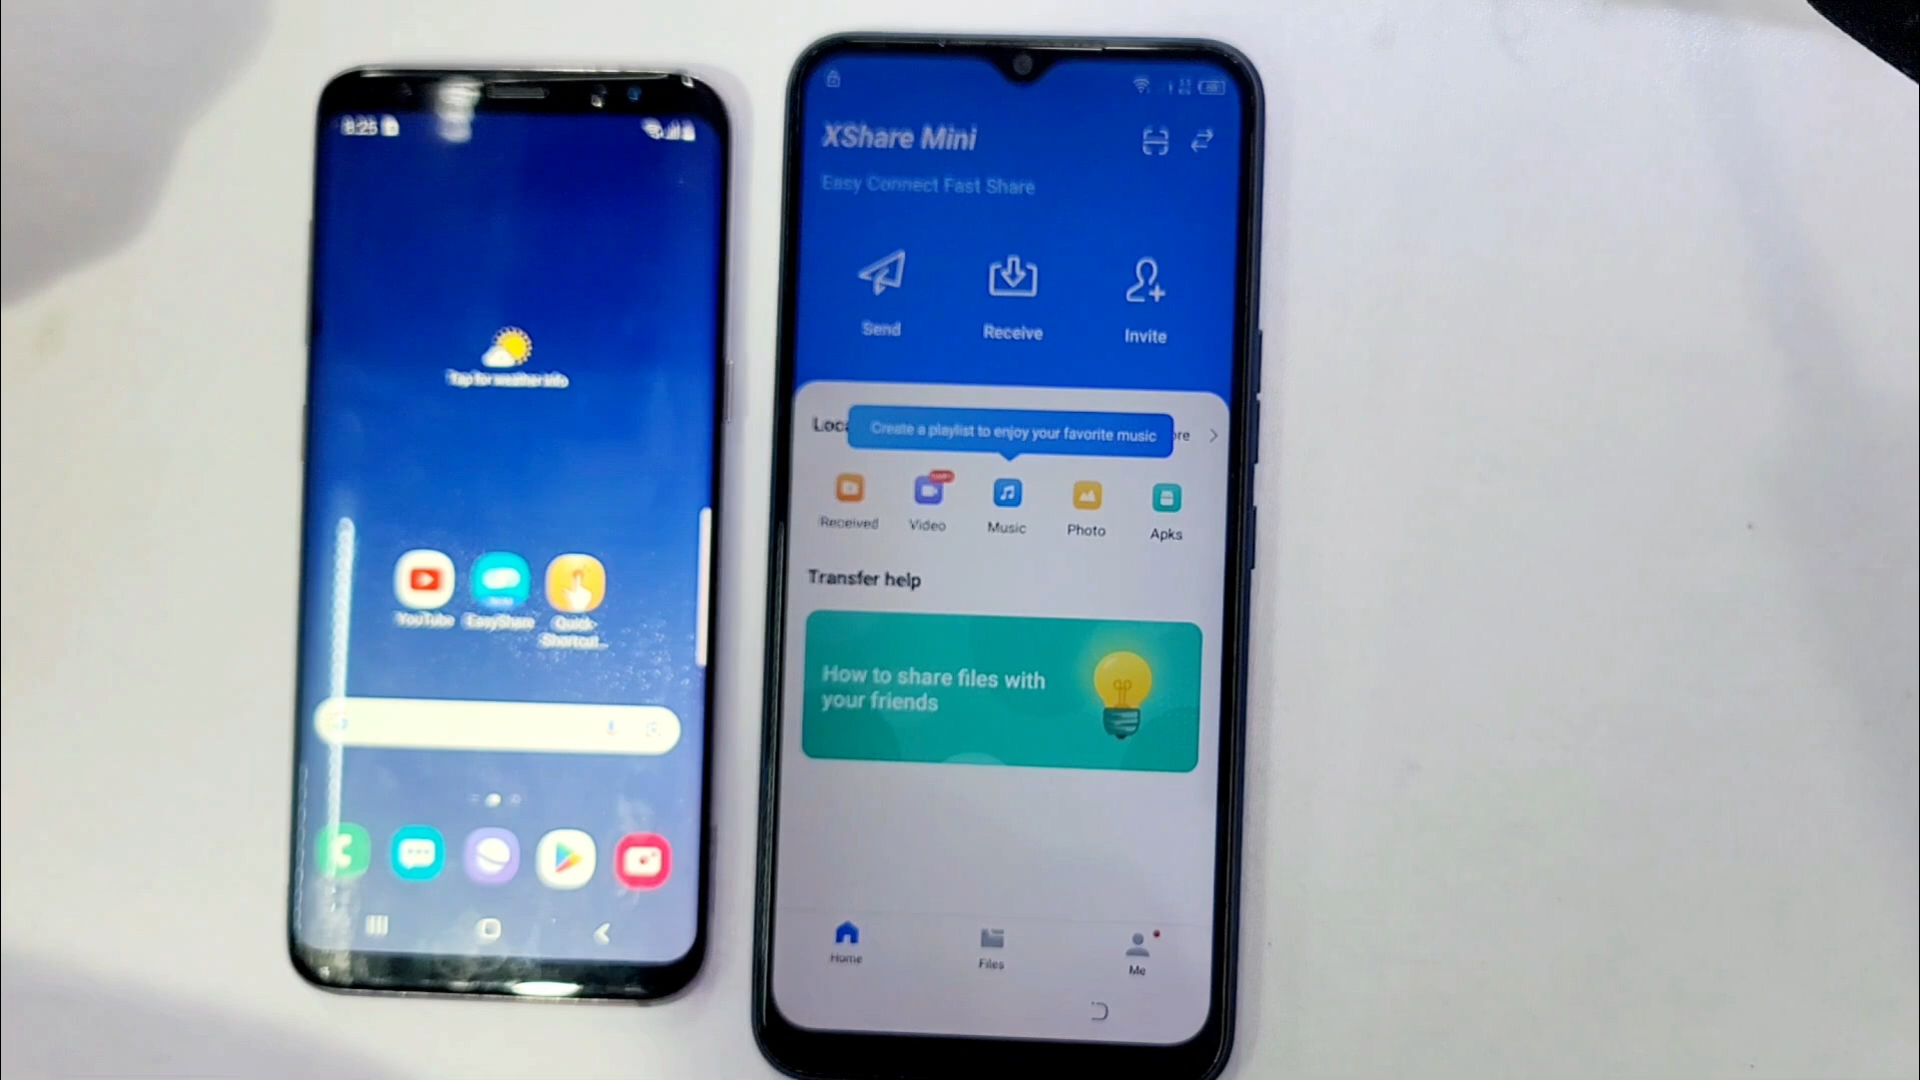 8:25
Tap for weather info
YouTube
EasyShare
Quick
Shortcut...
XShare Mini
Easy Connect Fast Share
Send
Receive
Invite
Loca
Create a playlist to enjoy your favorite music
re
Received
Video
Music
Photo
Apks
Transfer help
How to share files with
your friends
Home
Files
Me